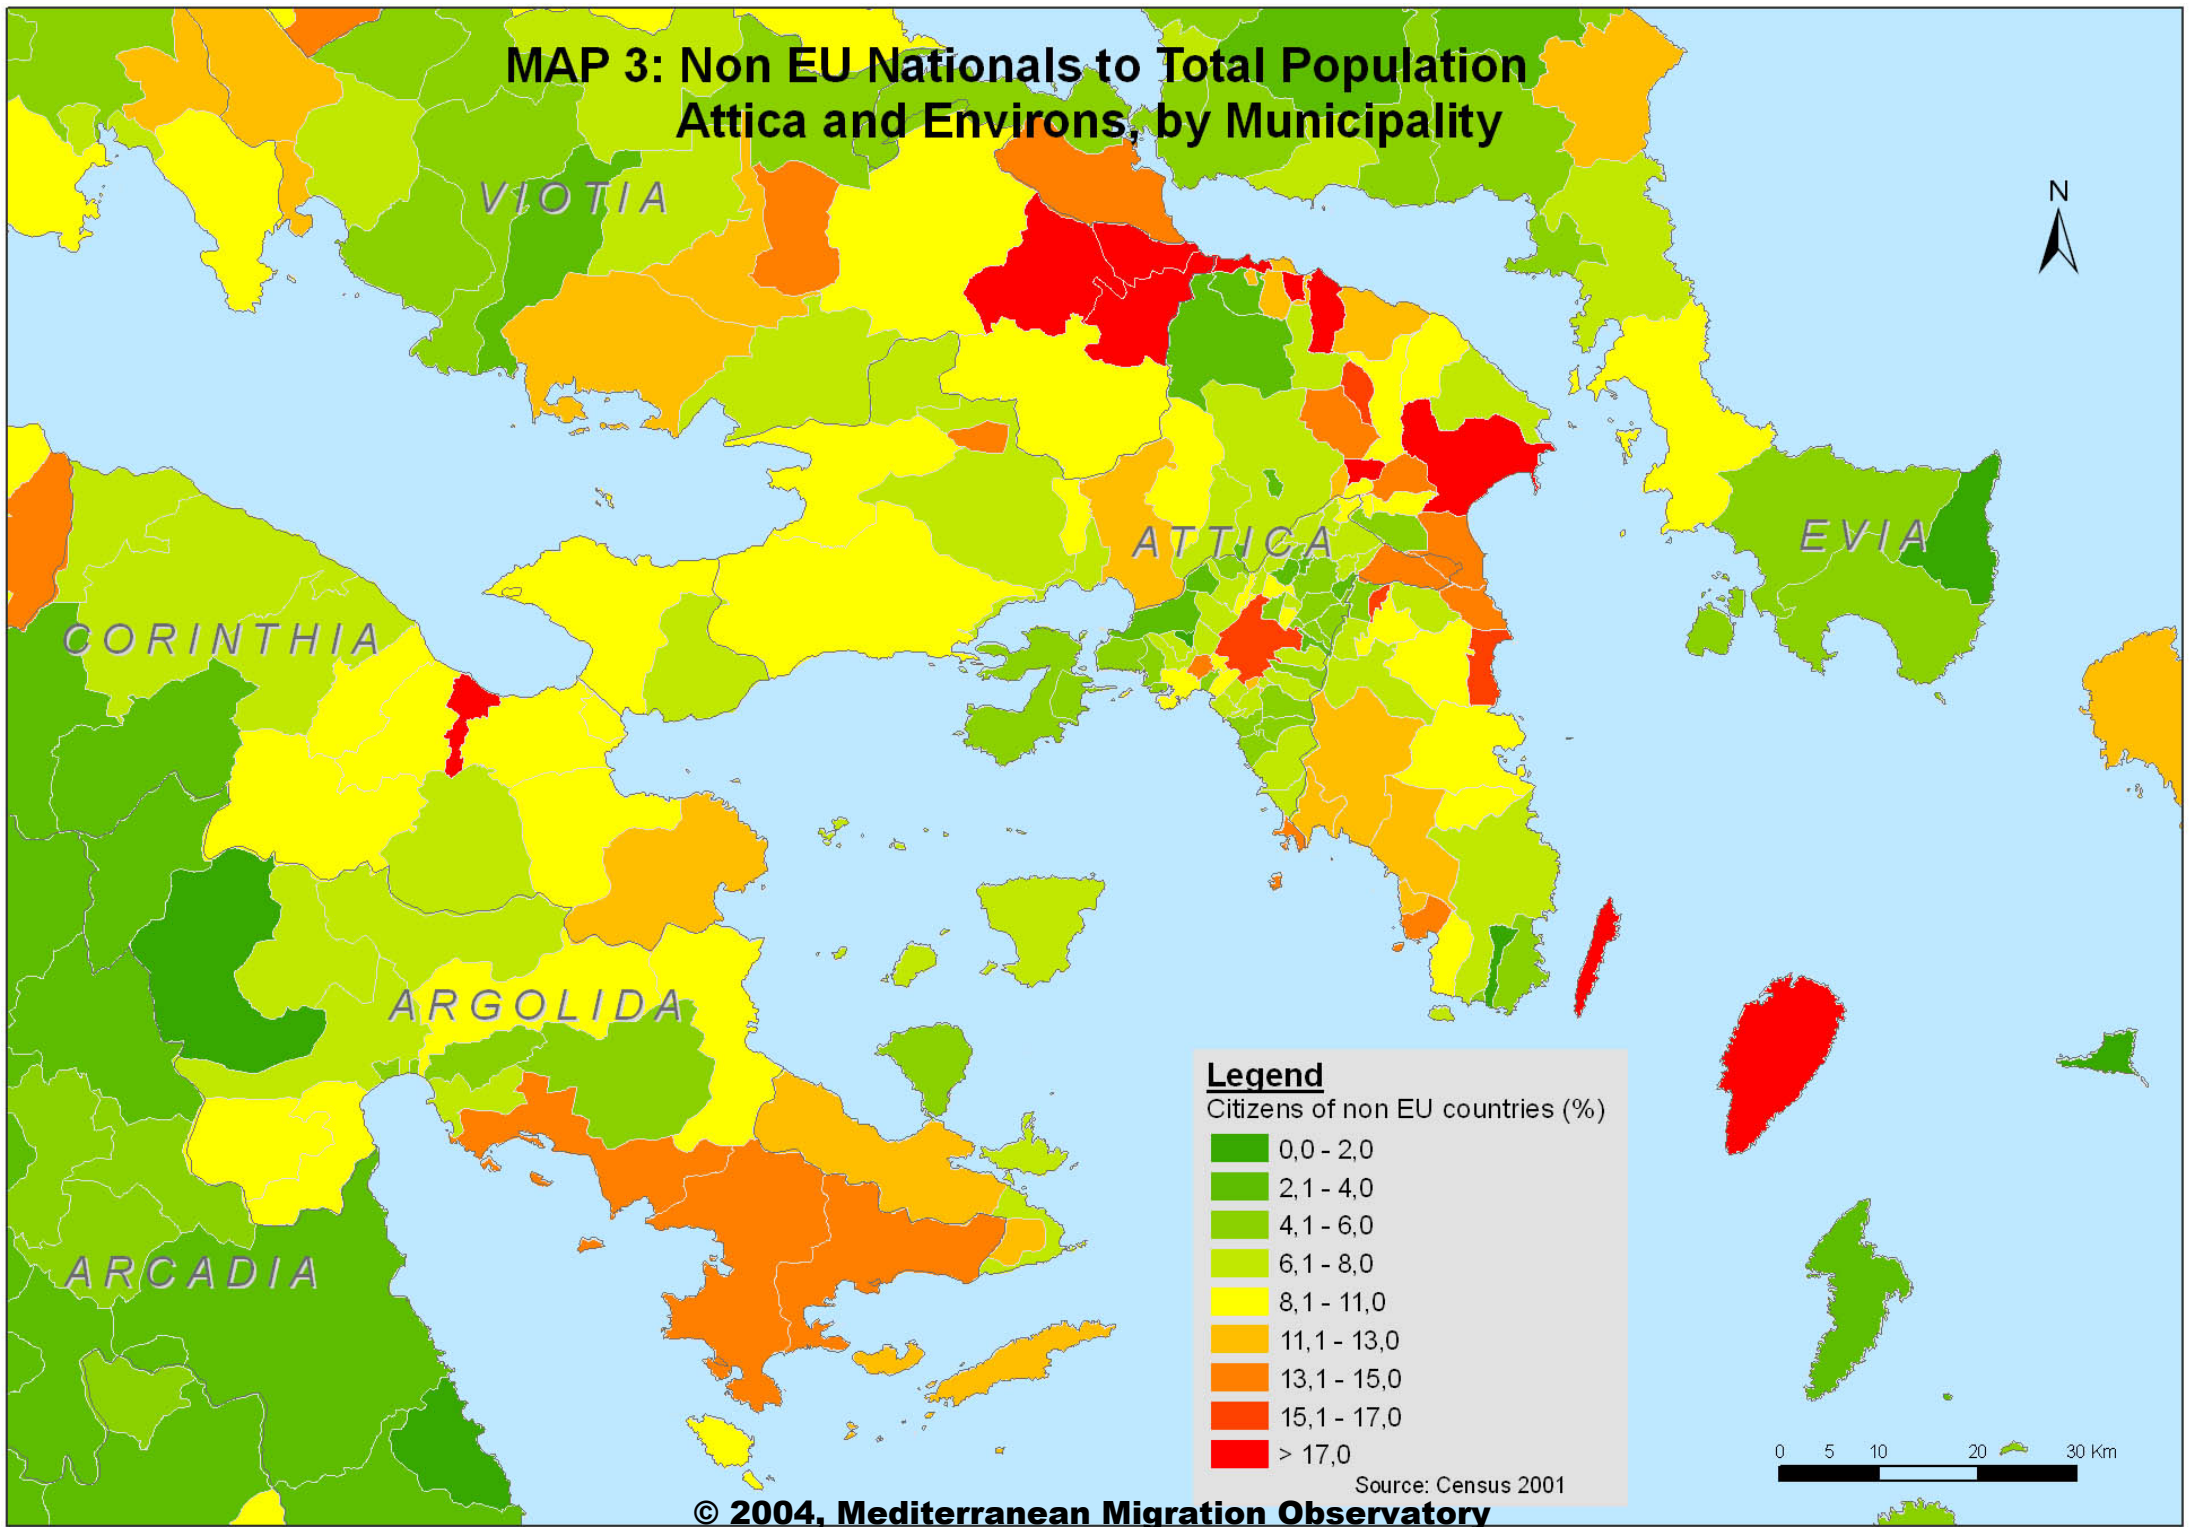 MAP 3: Non EU Nationals to Total Population
Attica and Environs, by Municipality
VIOTIA
N
ATTICA
EVIA
CORINTHIA
ARGOLIDA
ARCADIA
Legend
Citizens of non EU countries (%)
0,0 - 2,0
2,1 - 4,0
4,1 - 6,0
6,1 - 8,0
8,1 - 11,0
11,1 - 13,0
13,1 - 15,0
15,1 - 17,0
> 17,0
Source: Census 2001
0 5 10 20 30 Km
© 2004, Mediterranean Migration Observatory